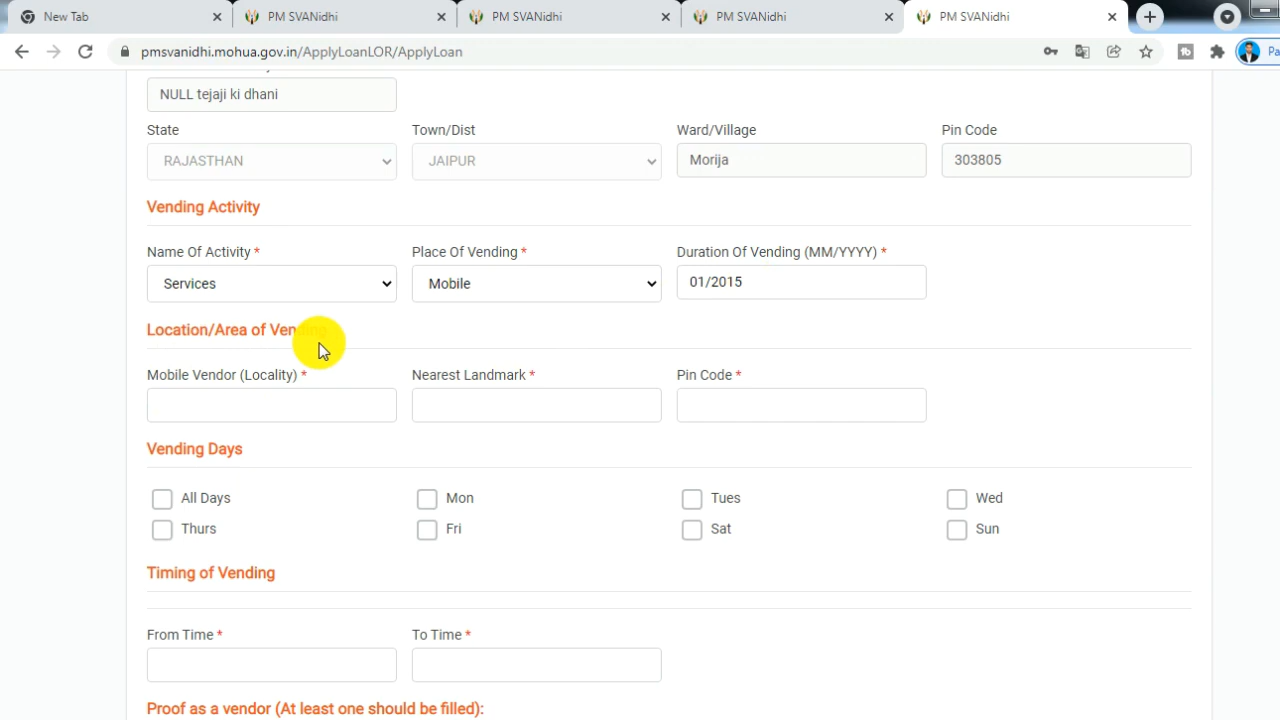 New Tab
PM SVANidhi
PM SVANidhi
PM SVANidhi
PM SVANidhi
pmsvanidhi.mohua.gov.in/ApplyLoanLOR/ApplyLoan
Pa
NULL tejaji ki dhani
State Town/Dist Ward/Village Pin Code
RAJASTHAN JAIPUR Morija 303805
Vending Activity
Name Of Activity * Place Of Vending * Duration Of Vending (MM/YYYY) *
Services Mobile 01/2015
Location/Area of Vending
Mobile Vendor (Locality) * Nearest Landmark * Pin Code *
Vending Days
All Days Mon Tues Wed
Thurs Fri Sat Sun
Timing of Vending
From Time * To Time *
Proof as a vendor (At least one should be filled):